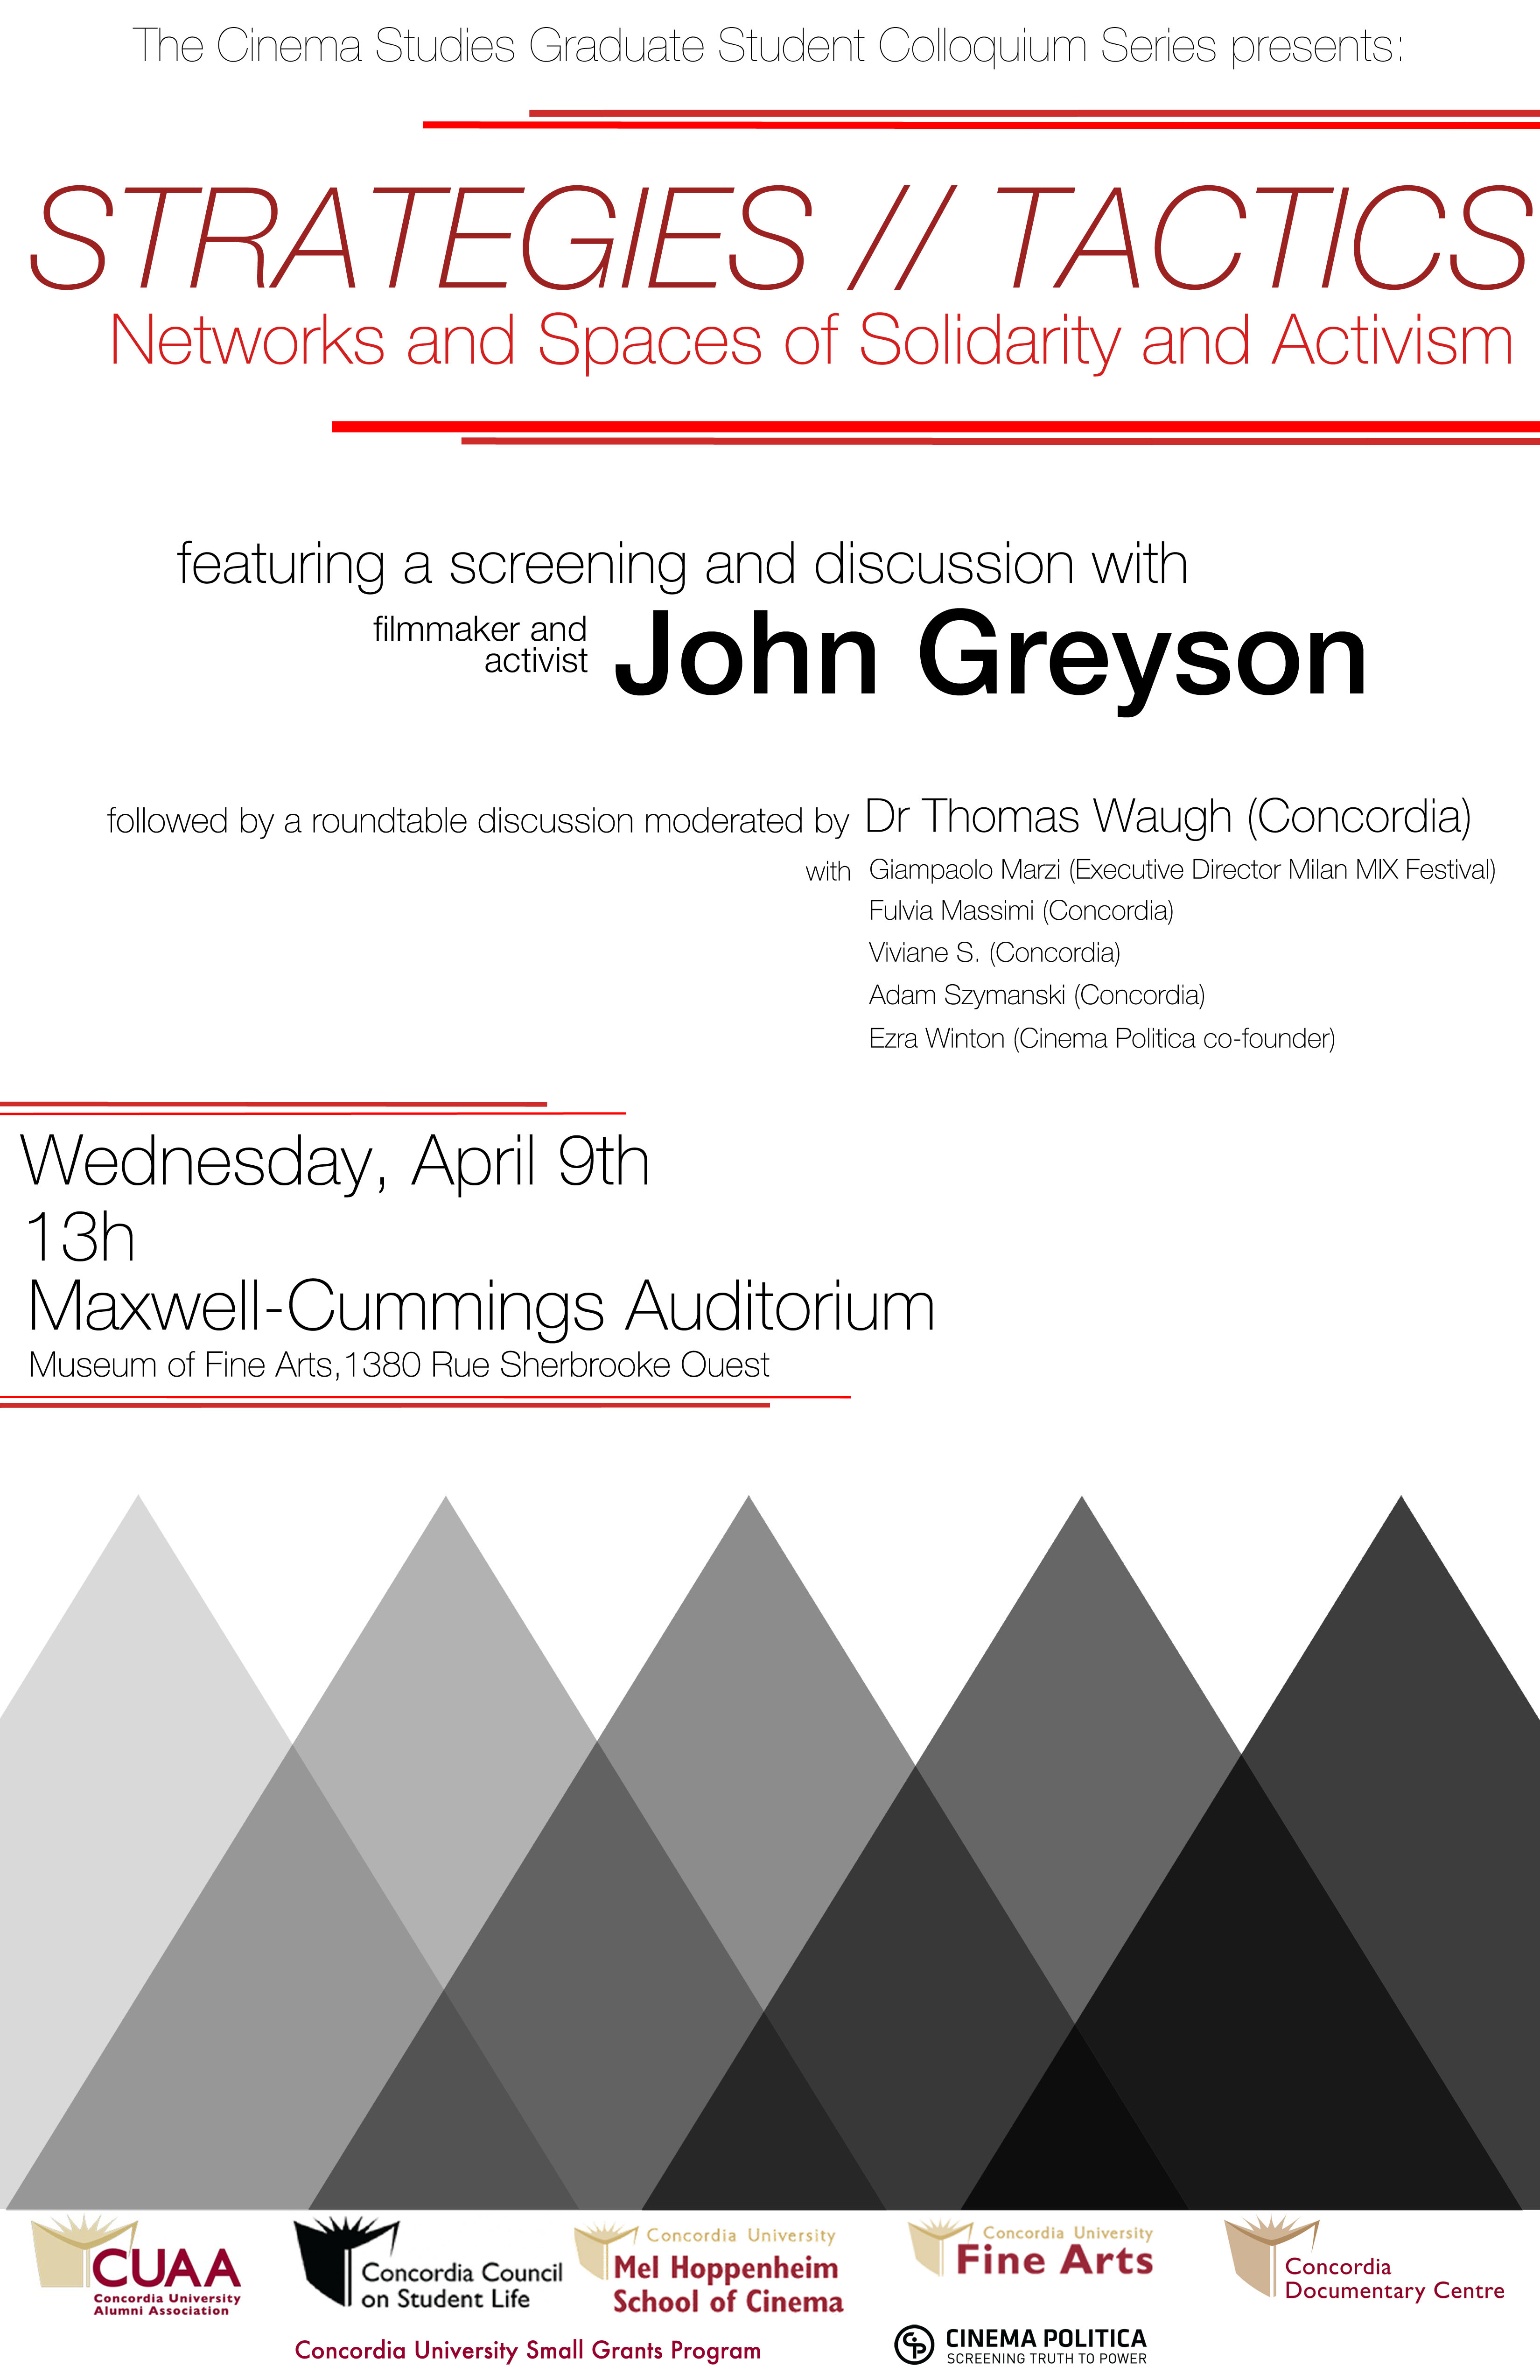 The Cinema Studies Graduate Student Colloquium Series presents:
STRATEGIES // TACTICS
Networks and Spaces of Solidarity and Activism
featuring a screening and discussion with
filmmaker and
activist
John Greyson
followed by a roundtable discussion moderated by Dr Thomas Waugh (Concordia)
with Giampaolo Marzi (Executive Director Milan MIX Festival)
Fulvia Massimi (Concordia)
Viviane S. (Concordia)
Adam Szymanski (Concordia)
Ezra Winton (Cinema Politica co-founder)
Wednesday, April 9th
13h
Maxwell-Cummings Auditorium
Museum of Fine Arts,1380 Rue Sherbrooke Ouest
CUAA
Concordia University
Alumni Association
Concordia Council
on Student Life
Concordia University
Mel Hoppenheim
School of Cinema
Concordia University
Fine Arts
Concordia
Documentary Centre
Concordia University Small Grants Program
CP
CINEMA POLITICA
SCREENING TRUTH TO POWER